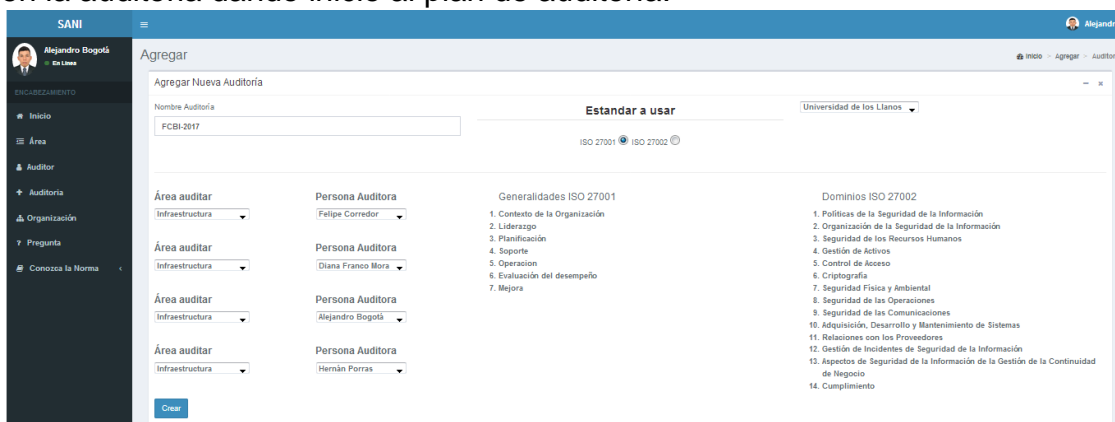 en la auditoría dando inicio al plan de auditoría.
SANI
Alejandro Bogotá
En Linea
Agregar
Inicio > Agregar > Auditor
ENCABEZAMIENTO
Inicio
Área
Auditor
Auditoria
Organización
Pregunta
Conozca la Norma
Agregar Nueva Auditoría
Nombre Auditoría
FCBI-2017
Estandar a usar
ISO 27001 ISO 27002
Universidad de los Llanos
Área auditar Persona Auditora
Infraestructura Felipe Corredor
Área auditar Persona Auditora
Infraestructura Diana Franco Mora
Área auditar Persona Auditora
Infraestructura Alejandro Bogotá
Área auditar Persona Auditora
Infraestructura Hernàn Porras
Crear
Generalidades ISO 27001
1. Contexto de la Organización
2. Liderazgo
3. Planificación
4. Soporte
5. Operacion
6. Evaluación del desempeño
7. Mejora
Dominios ISO 27002
1. Políticas de la Seguridad de la Información
2. Organización de la Seguridad de la Información
3. Seguridad de los Recursos Humanos
4. Gestión de Activos
5. Control de Acceso
6. Criptografía
7. Seguridad Física y Ambiental
8. Seguridad de las Operaciones
9. Seguridad de las Comunicaciones
10. Adquisición, Desarrollo y Mantenimiento de Sistemas
11. Relaciones con los Proveedores
12. Gestión de Incidentes de Seguridad de la Información
13. Aspectos de Seguridad de la Información de la Gestión de la Continuidad
de Negocio
14. Cumplimiento